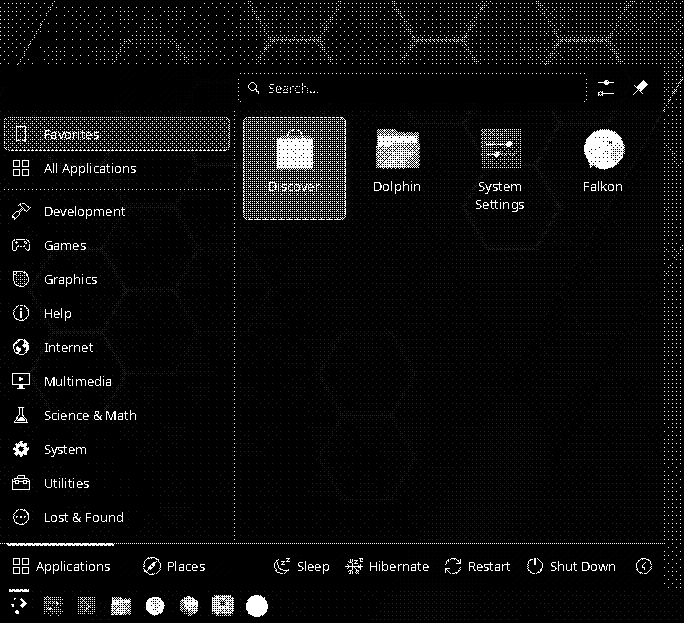 Search...
Favorites
All Applications
Development
Games
Graphics
Help
Internet
Multimedia
Science & Math
System
Utilities
Lost & Found
Discover
Dolphin
System
Settings
Falkon
Applications
Places
Sleep
Hibernate
Restart
Shut Down